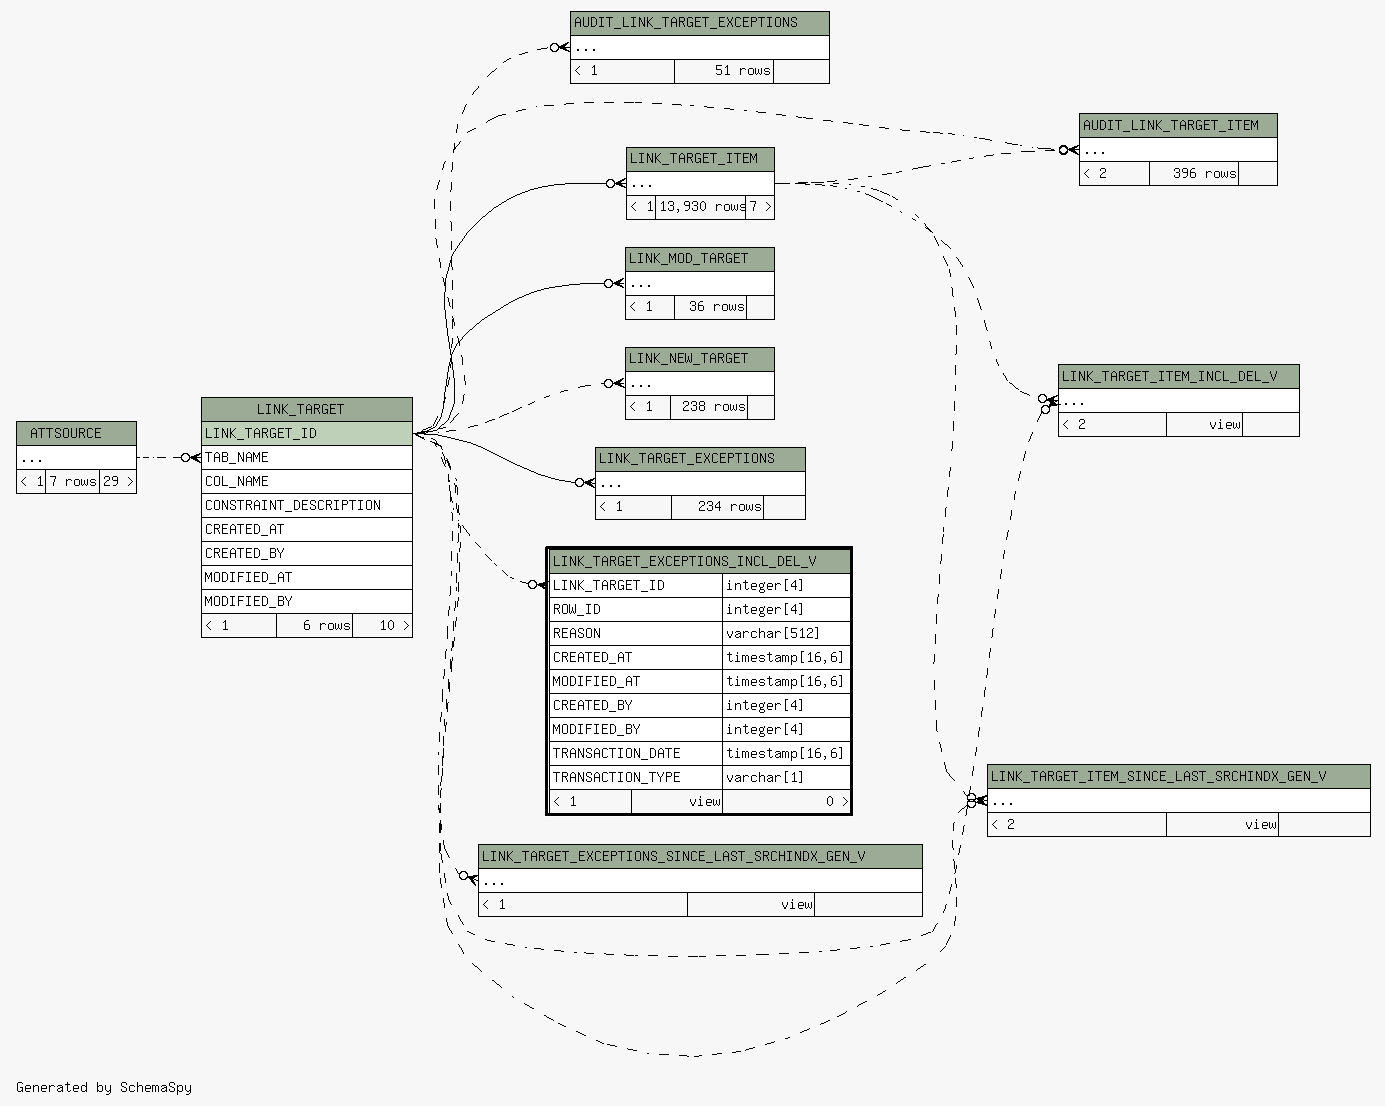 AUDIT_LINK_TARGET_EXCEPTIONS
...
< 1 51 rows
AUDIT_LINK_TARGET_ITEM
...
< 2 396 rows
LINK_TARGET_ITEM
...
< 1 13,930 rows 7 >
LINK_MOD_TARGET
...
< 1 36 rows
LINK_NEW_TARGET
...
< 1 238 rows
LINK_TARGET_ITEM_INCL_DEL_V
...
< 2 view
ATTSOURCE
...
< 1 7 rows 29 >
LINK_TARGET
LINK_TARGET_ID
TAB_NAME
COL_NAME
CONSTRAINT_DESCRIPTION
CREATED_AT
CREATED_BY
MODIFIED_AT
MODIFIED_BY
< 1 6 rows 10 >
LINK_TARGET_EXCEPTIONS
...
< 1 234 rows
LINK_TARGET_EXCEPTIONS_INCL_DEL_V
LINK_TARGET_ID integer[4]
ROW_ID integer[4]
REASON varchar[512]
CREATED_AT timestamp[16,6]
MODIFIED_AT timestamp[16,6]
CREATED_BY integer[4]
MODIFIED_BY integer[4]
TRANSACTION_DATE timestamp[16,6]
TRANSACTION_TYPE varchar[1]
< 1 view 0 >
LINK_TARGET_ITEM_SINCE_LAST_SRCHINDX_GEN_V
...
< 2 view
LINK_TARGET_EXCEPTIONS_SINCE_LAST_SRCHINDX_GEN_V
...
< 1 view
Generated by SchemaSpy